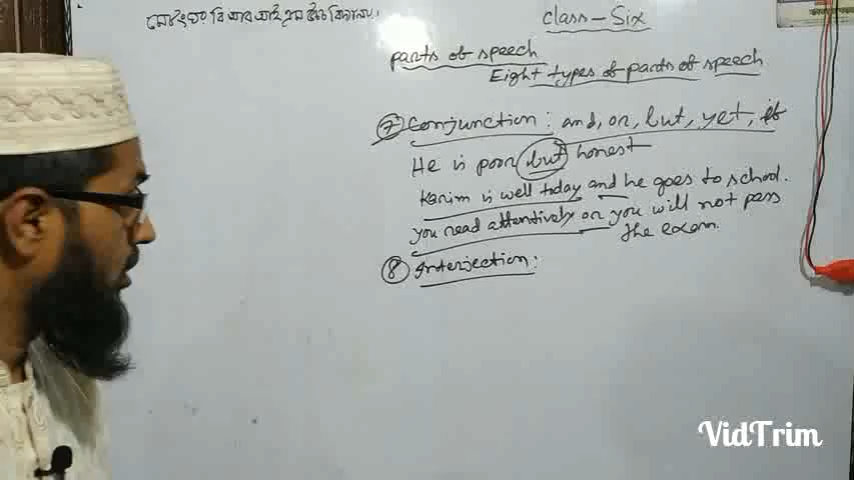 class-Six
parts of speech
Eight types of parts of speech
7 Conjunction: and, or, but, yet, if
He is poor but honest
Karim is well today and he goes to school.
you read attentively or you will not pass
the exam.
8 Interjection:
VidTrim